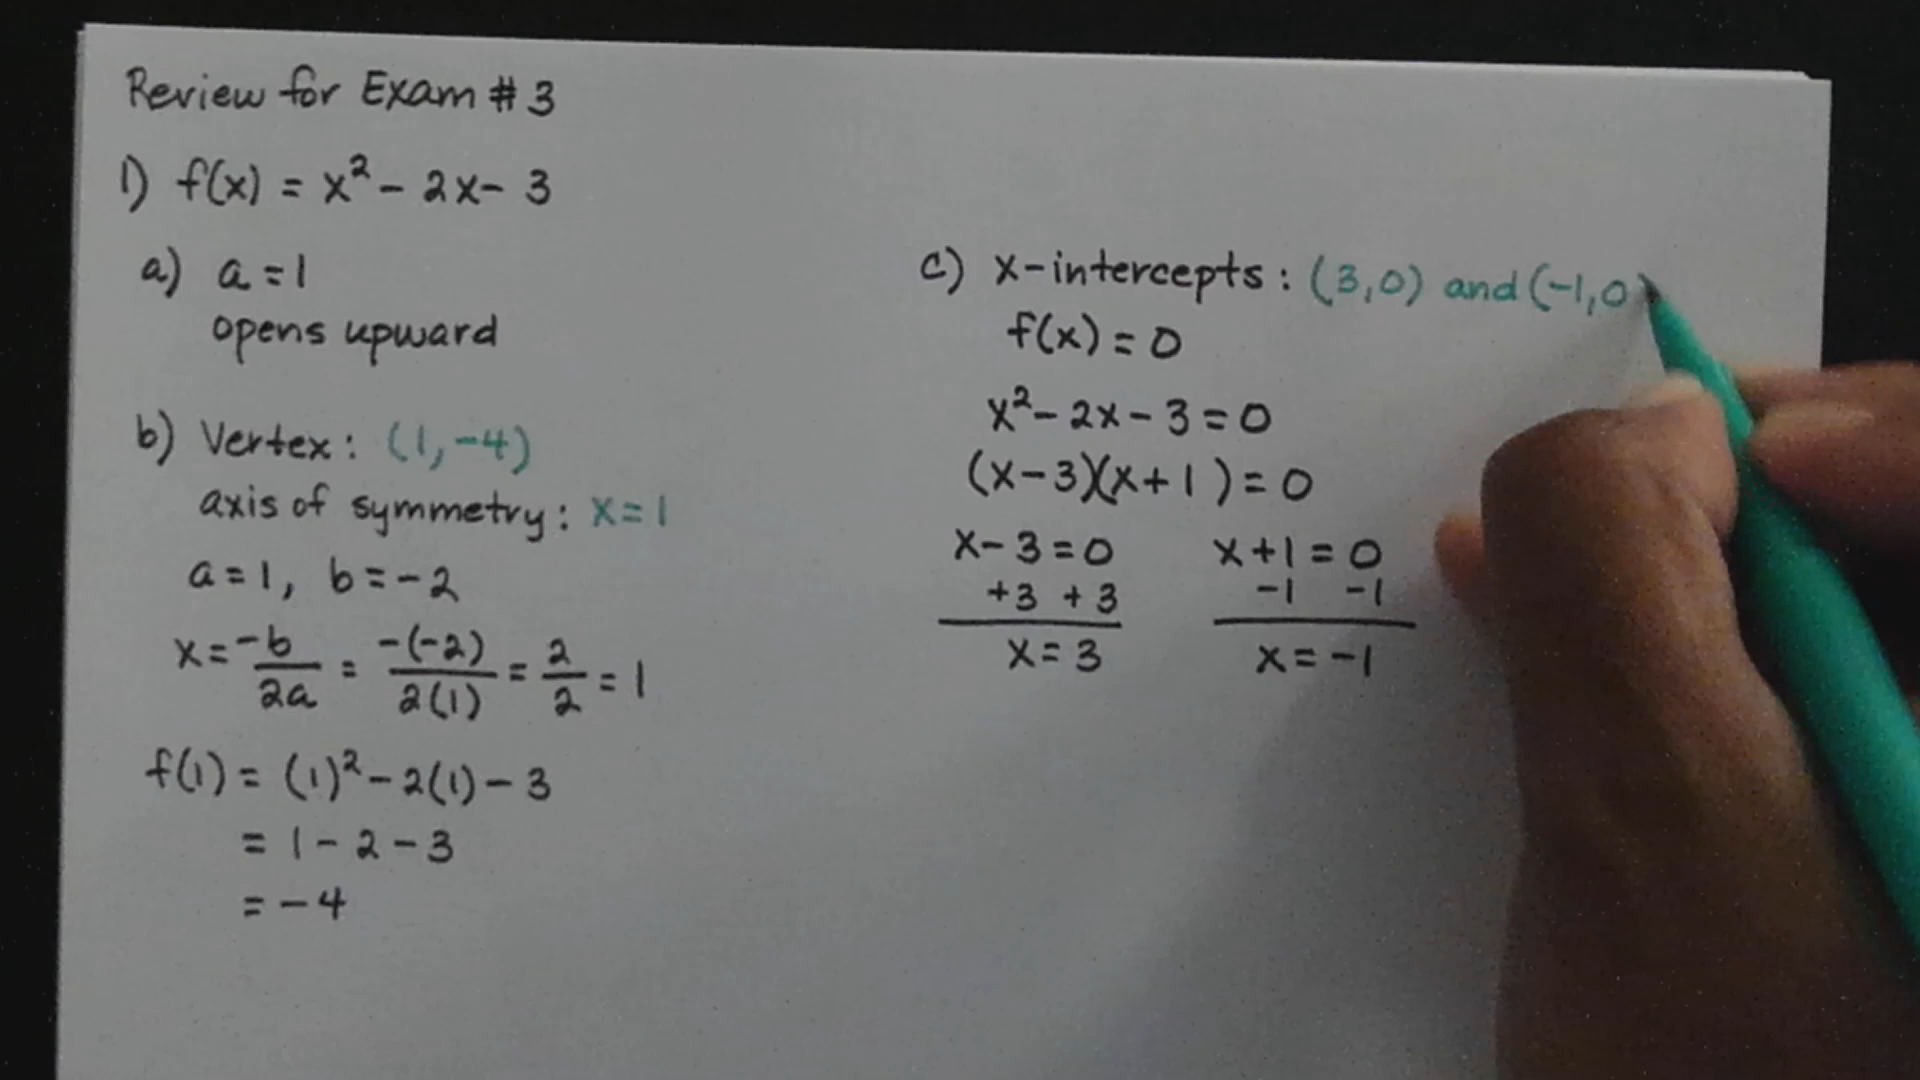 Review for Exam # 3
1) f(x) = x² - 2x - 3
a) a = 1
opens upward
b) Vertex: (1, -4)
axis of symmetry: x = 1
a = 1, b = -2
x = -b/2a = -(-2)/2(1) = 2/2 = 1
f(1) = (1)² - 2(1) - 3
= 1 - 2 - 3
= -4
c) x-intercepts: (3,0) and (-1,0)
f(x) = 0
x² - 2x - 3 = 0
(x - 3)(x + 1) = 0
x - 3 = 0 x + 1 = 0
+3 +3 -1 -1
x = 3 x = -1